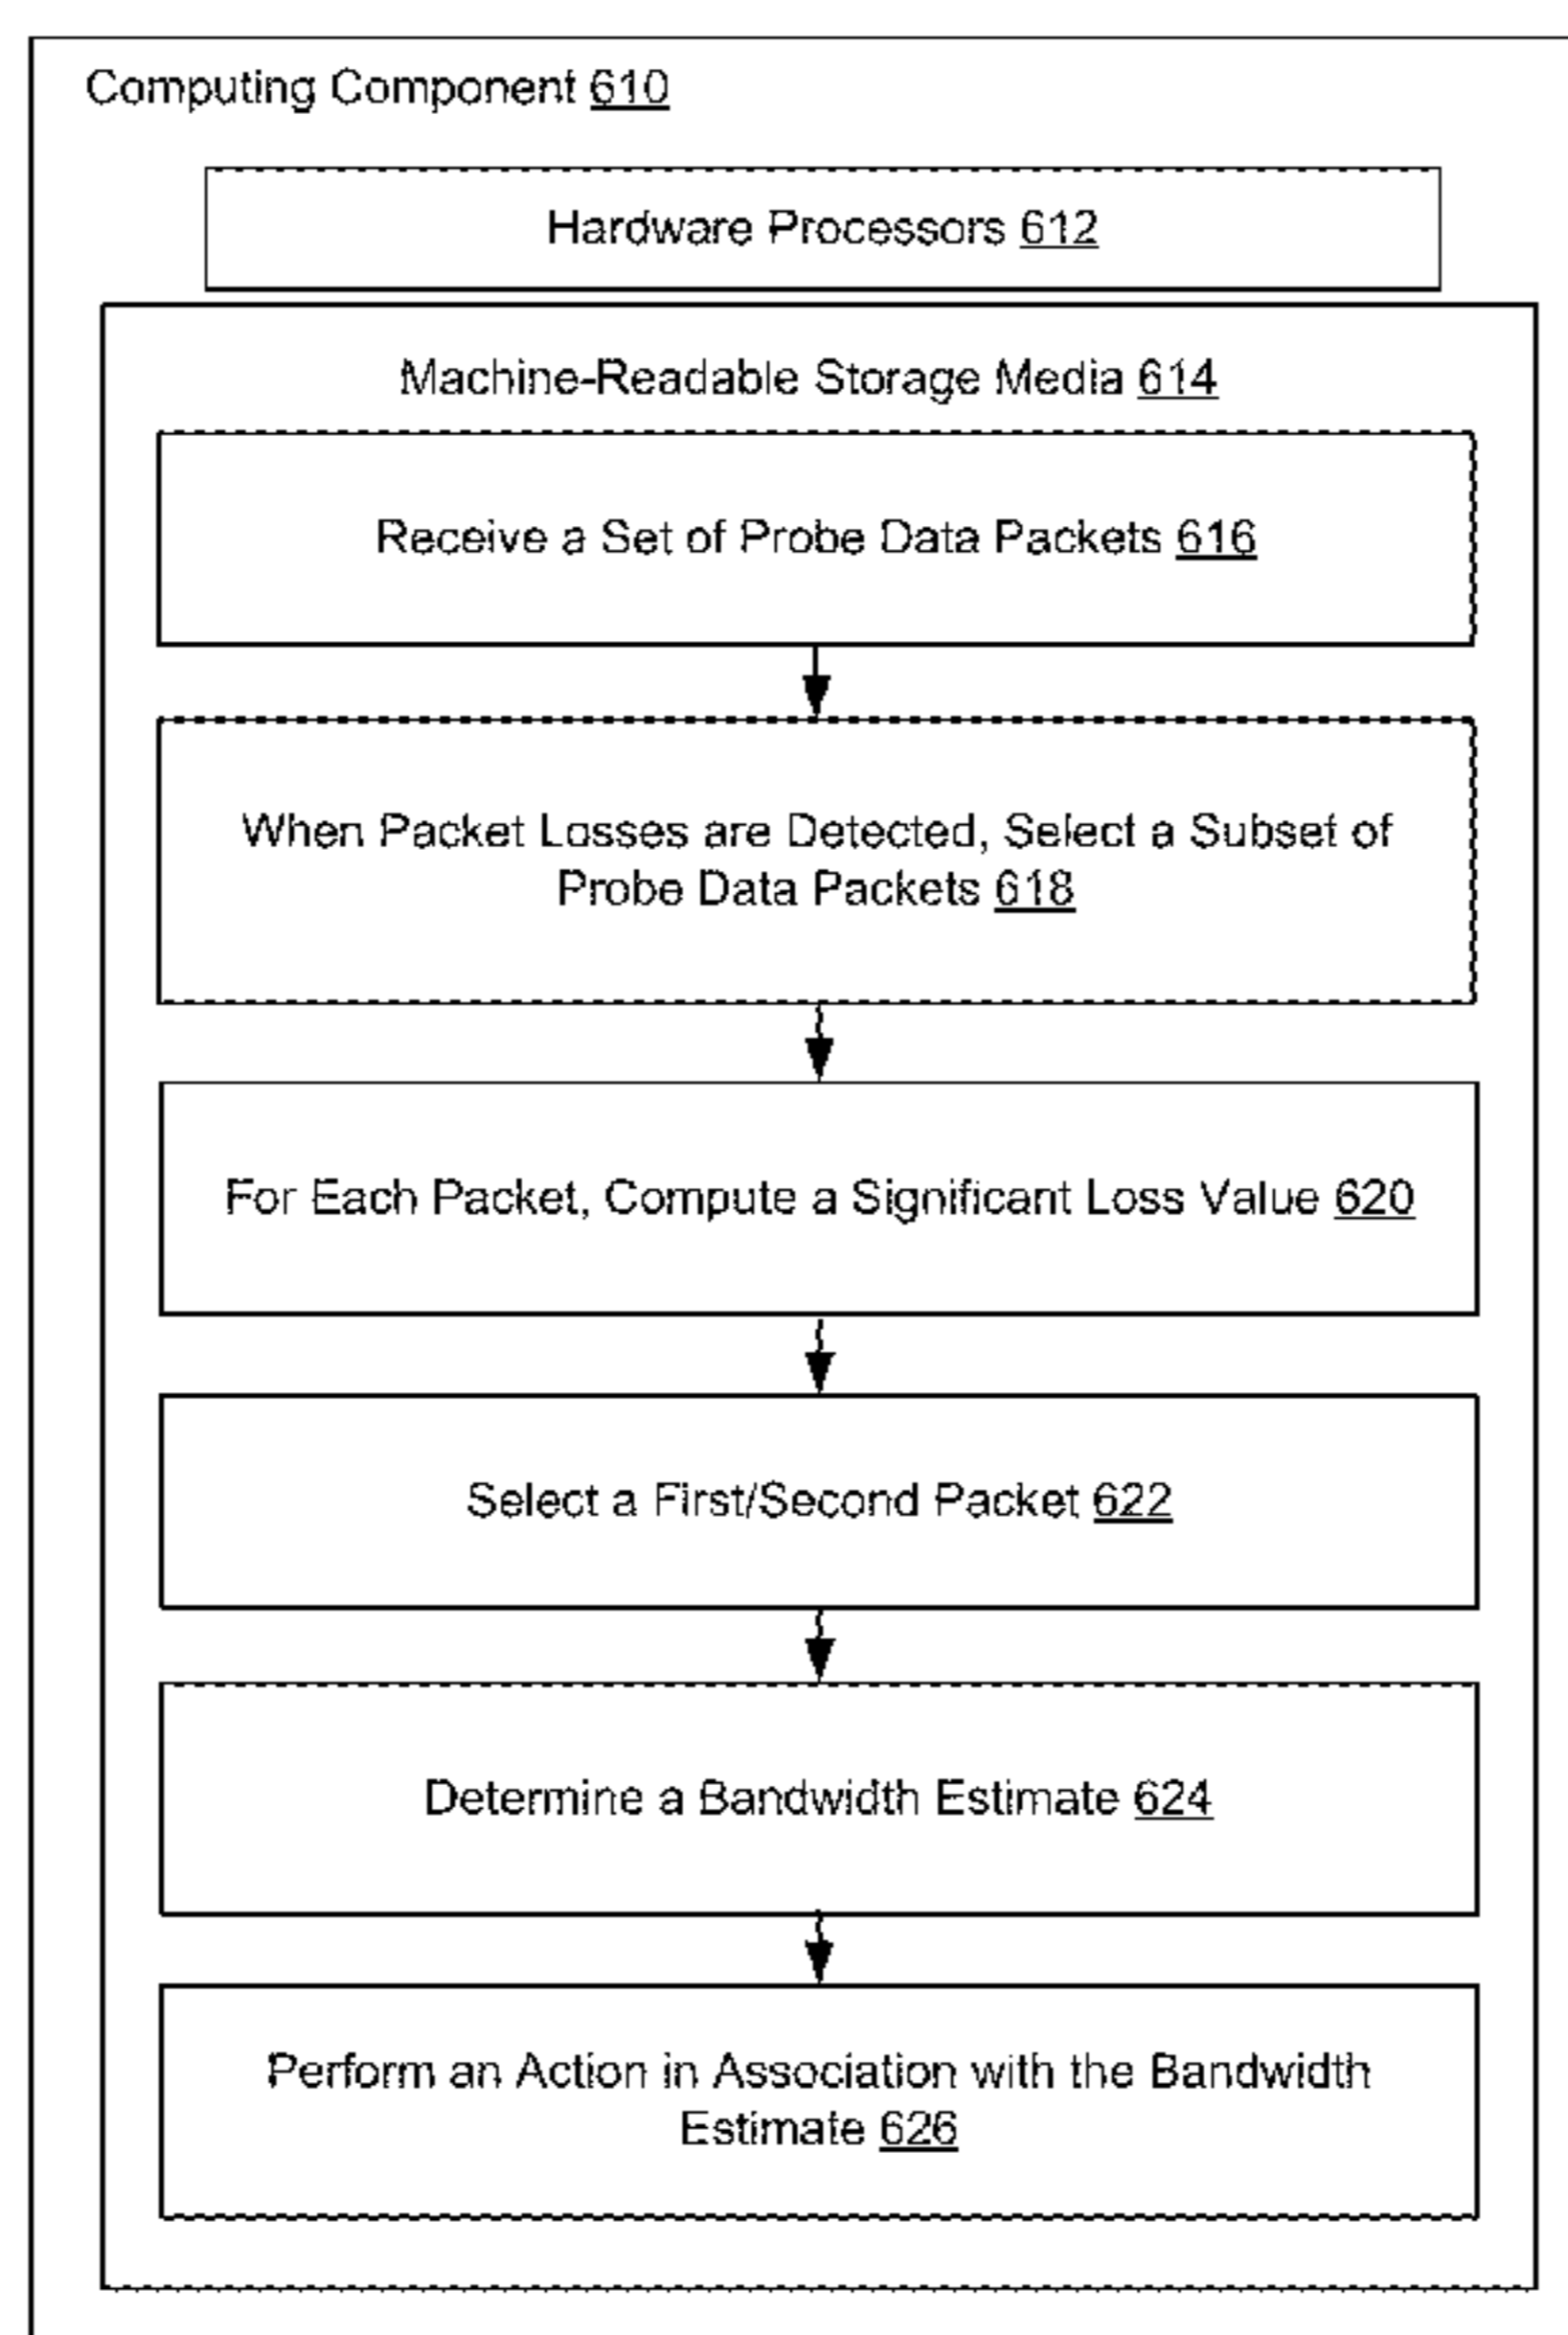 Computing Component 610
Hardware Processors 612
Machine-Readable Storage Media 614
Receive a Set of Probe Data Packets 616
When Packet Losses are Detected, Select a Subset of
Probe Data Packets 618
For Each Packet, Compute a Significant Loss Value 620
Select a First/Second Packet 622
Determine a Bandwidth Estimate 624
Perform an Action in Association with the Bandwidth
Estimate 626